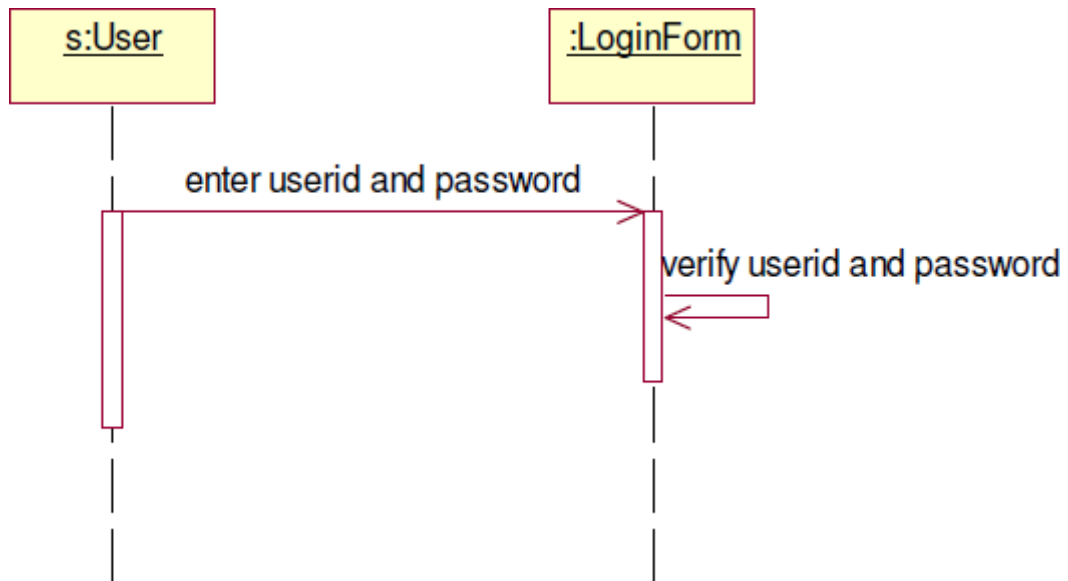 s:User
:LoginForm
enter userid and password
verify userid and password